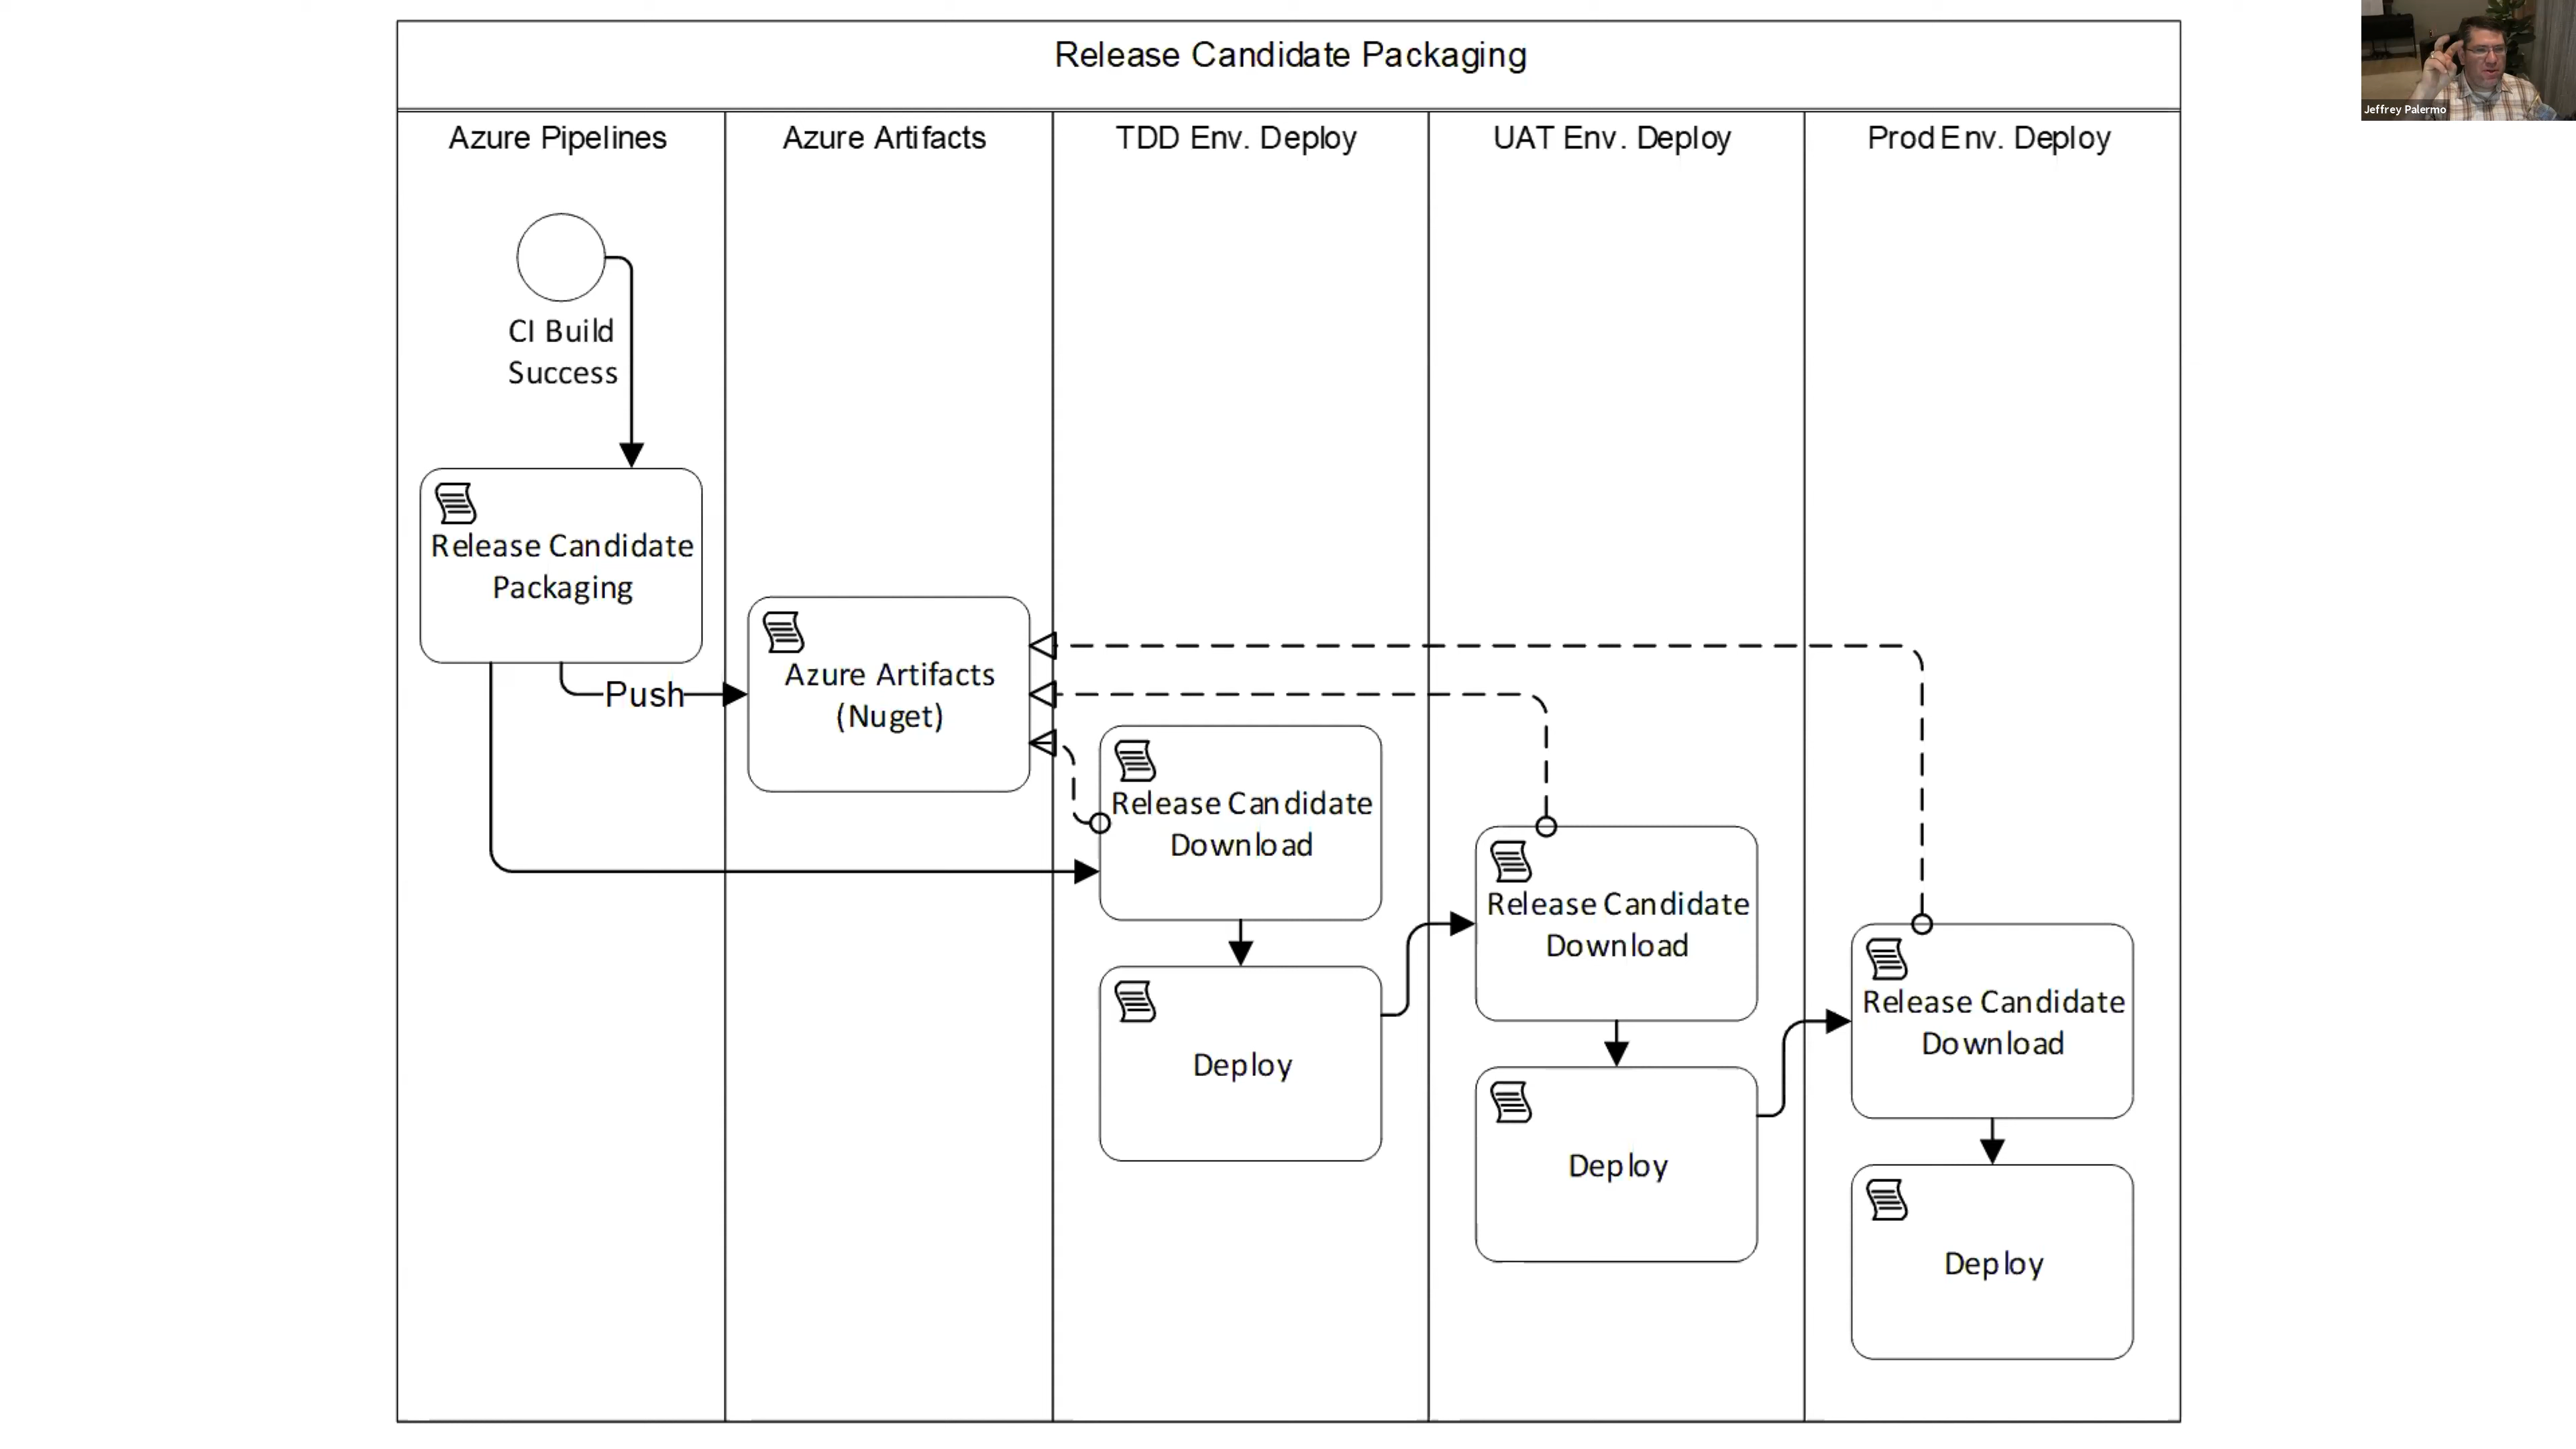 Release Candidate Packaging
Jeffrey Palermo
Azure Pipelines
Azure Artifacts
TDD Env. Deploy
UAT Env. Deploy
Prod Env. Deploy
CI Build
Success
Release Candidate
Packaging
Push
Azure Artifacts
(Nuget)
Release Candidate
Download
Deploy
Release Candidate
Download
Deploy
Release Candidate
Download
Deploy